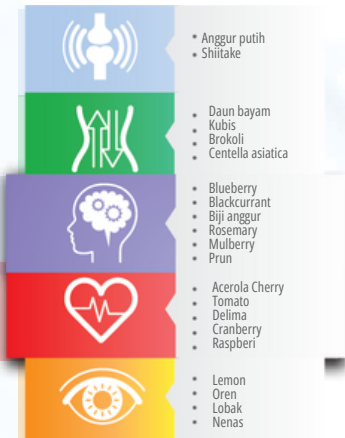 • Anggur putih
• Shiitake
• Daun bayam
• Kubis
• Brokoli
• Centella asiatica
• Blueberry
• Blackcurrant
• Biji anggur
• Rosemary
• Mulberry
• Prun
• Acerola Cherry
• Tomato
• Delima
• Cranberry
• Raspberi
• Lemon
• Oren
• Lobak
• Nenas